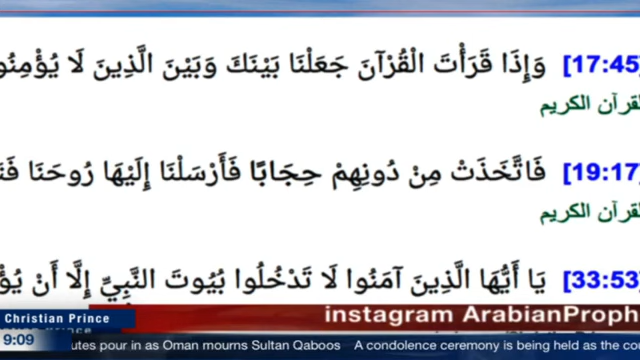 [17:45] وَإِذَا قَرَأْتَ الْقُرْآنَ جَعَلْنَا بَيْنَكَ وَبَيْنَ الَّذِينَ لَا
القرآن الكريم
[19:17] فَاتَّخَذَتْ مِنْ دُونِهِمْ حِجَابًا فَأَرْسَلْنَا إِلَيْهَا رُوحَنَا
القرآن الكريم
[33:53] يَا أَيُّهَا الَّذِينَ آمَنُوا لَا تَدْخُلُوا بُيُوتَ النَّبِيِّ إِلَّا أَنْ
Christian Prince
instagram ArabianProph
9:09
utes pour in as Oman mourns Sultan Qaboos A condolence ceremony is being held as the co